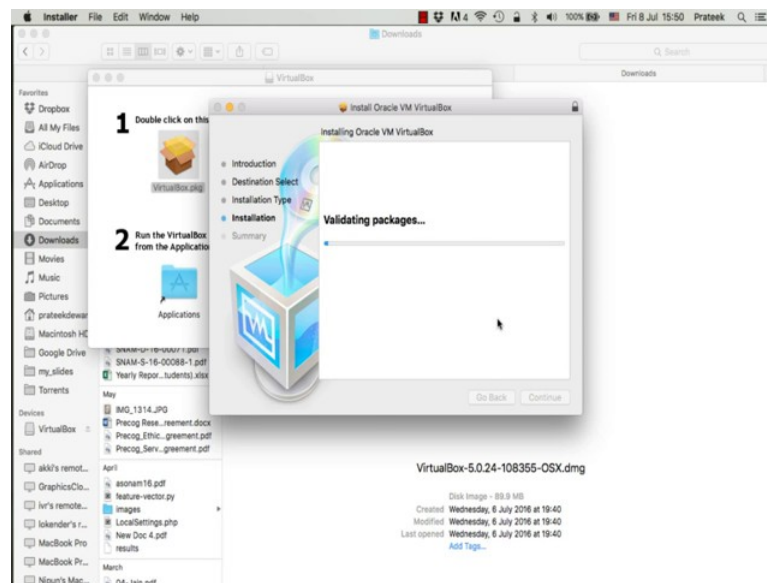 Installer File Edit Window Help
4 100% Fri 8 Jul 15:50 Prateek
Downloads
Search
Downloads
Favorites
Dropbox
All My Files
iCloud Drive
AirDrop
Applications
Desktop
Documents
Downloads
Movies
Music
Pictures
Macintosh HD
Google Drive
my_slides
Torrents
Devices
VirtualBox
Shared
akki's remot...
GraphicsClo...
ivr's remote...
lokender's r...
MacBook Pro
MacBook Pr...
Nipun's Mac...
VirtualBox
1 Double click on this
VirtualBox.pkg
2 Run the VirtualBox
from the Applicatio
Applications
SNAM-S-16-00088-1.pdf
Yearly Repor...tudents).xlsx
May
IMG_1314.JPG
Precog Rese...reement.docx
Precog_Ethic...greement.pdf
Precog_Serv...greement.pdf
April
asonam16.pdf
feature-vector.py
images
LocalSettings.php
New Doc 4.pdf
results
March
Install Oracle VM VirtualBox
Installing Oracle VM VirtualBox
Introduction
Destination Select
Installation Type
Installation
Summary
Validating packages...
Go Back Continue
VirtualBox-5.0.24-108355-OSX.dmg
Disk Image - 89.9 MB
Created Wednesday, 6 July 2016 at 19:40
Modified Wednesday, 6 July 2016 at 19:40
Last opened Wednesday, 6 July 2016 at 19:40
Add Tags...